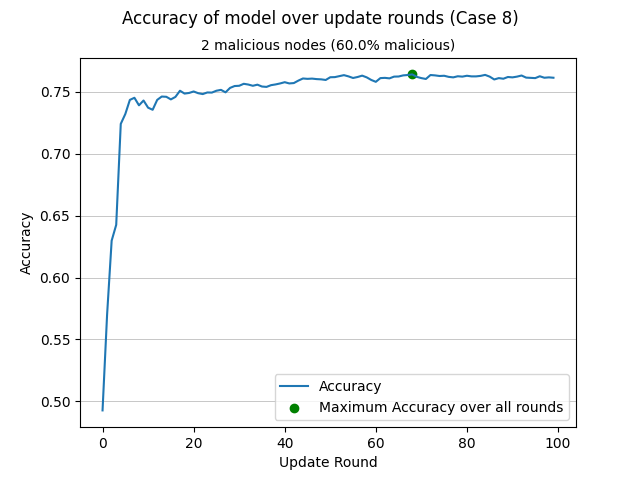 Accuracy of model over update rounds (Case 8)
2 malicious nodes (60.0% malicious)
0.75
0.70
0.65
0.60
0.55
0.50
Accuracy
Accuracy
Maximum Accuracy over all rounds
0 20 40 60 80 100
Update Round